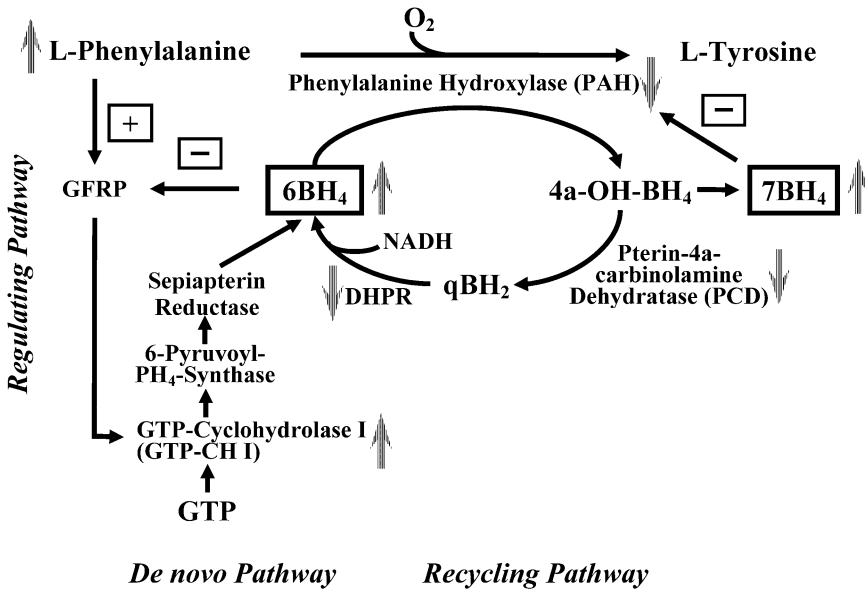 O₂
L-Phenylalanine
L-Tyrosine
Phenylalanine Hydroxylase (PAH)
+
−
−
GFRP
6BH₄
4a-OH-BH₄
7BH₄
NADH
Pterin-4a-
carbinolamine
Dehydratase (PCD)
Sepiapterin
Reductase
DHPR
qBH₂
6-Pyruvoyl-
PH₄-Synthase
GTP-Cyclohydrolase I
(GTP-CH I)
GTP
Regulating Pathway
De novo Pathway
Recycling Pathway